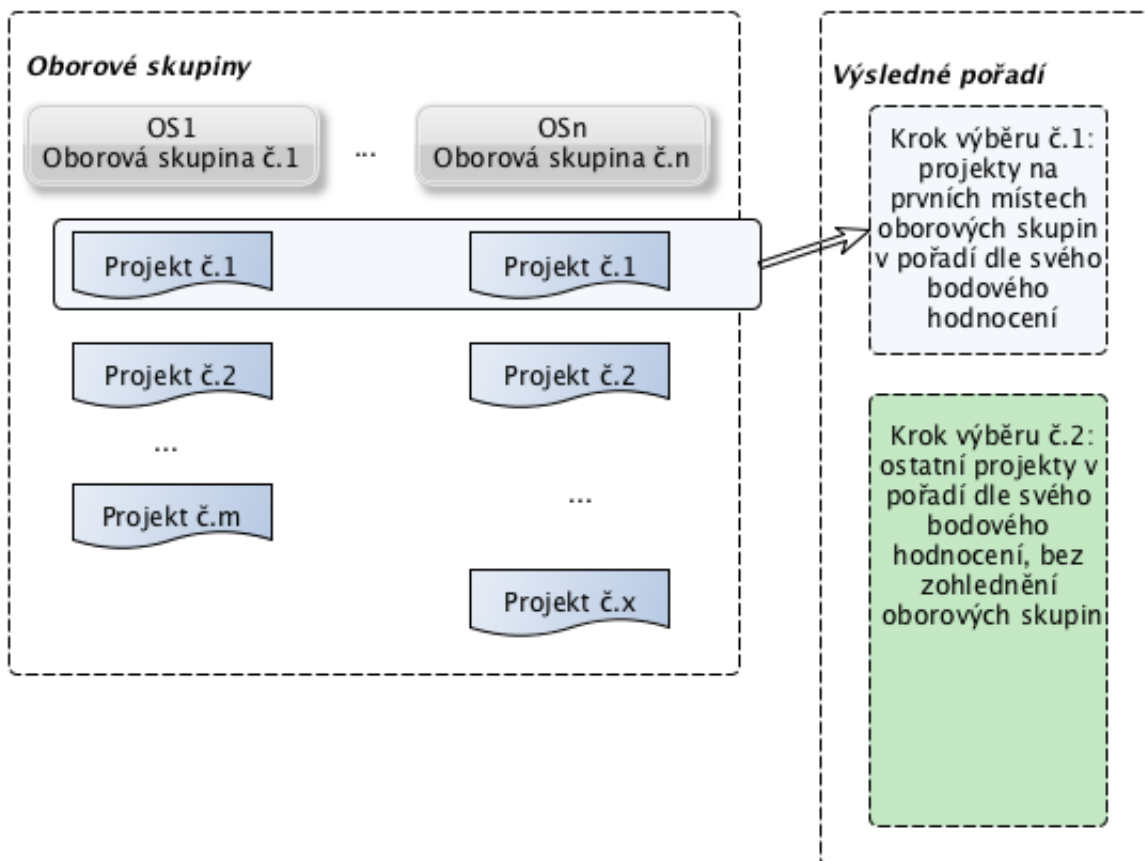 Oborové skupiny
OS1
Oborová skupina č.1
...
OSn
Oborová skupina č.n
Projekt č.1
Projekt č.1
Projekt č.2
Projekt č.2
...
Projekt č.m
...
Projekt č.x
Výsledné pořadí
Krok výběru č.1:
projekty na
prvních místech
oborových skupin
v pořadí dle svého
bodového
hodnocení
Krok výběru č.2:
ostatní projekty v
pořadí dle svého
bodového
hodnocení, bez
zohlednění
oborových skupin